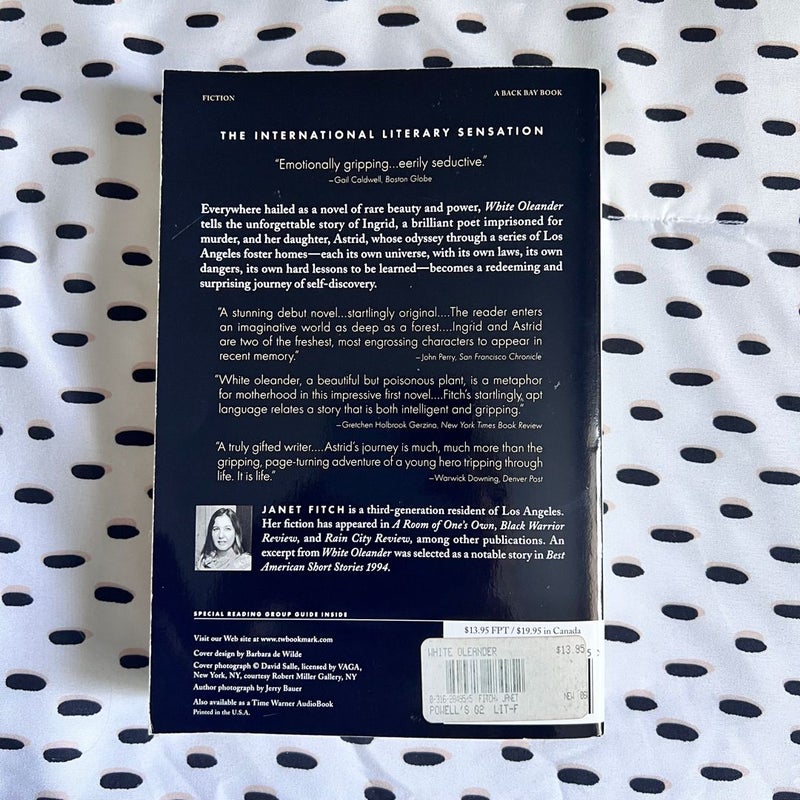 FICTION
A BACK BAY BOOK
THE INTERNATIONAL LITERARY SENSATION
"Emotionally gripping...eerily seductive."
–Gail Caldwell, Boston Globe
Everywhere hailed as a novel of rare beauty and power, White Oleander
tells the unforgettable story of Ingrid, a brilliant poet imprisoned for
murder, and her daughter, Astrid, whose odyssey through a series of Los
Angeles foster homes—each its own universe, with its own laws, its own
dangers, its own hard lessons to be learned—becomes a redeeming and
surprising journey of self-discovery.
"A stunning debut novel...startlingly original....The reader enters
an imaginative world as deep as a forest....Ingrid and Astrid
are two of the freshest, most engrossing characters to appear in
recent memory."
–John Perry, San Francisco Chronicle
"White oleander, a beautiful but poisonous plant, is a metaphor
for motherhood in this impressive first novel....Fitch's startlingly apt
language relates a story that is both intelligent and gripping."
–Gretchen Holbrook Gerzina, New York Times Book Review
"A truly gifted writer....Astrid's journey is much, much more than the
gripping, page-turning adventure of a young hero tripping through
life. It is life."
–Warwick Downing, Denver Post
JANET FITCH is a third-generation resident of Los Angeles.
Her fiction has appeared in A Room of One's Own, Black Warrior
Review, and Rain City Review, among other publications. An
excerpt from White Oleander was selected as a notable story in Best
American Short Stories 1994.
SPECIAL READING GROUP GUIDE INSIDE
Visit our Web site at www.twbookmark.com
Cover design by Barbara de Wilde
Cover photograph © David Salle, licensed by VAGA,
New York, NY, courtesy Robert Miller Gallery, NY
Author photograph by Jerry Bauer
Also available as a Time Warner AudioBook
Printed in the U.S.A.
$13.95 FPT / $19.95 in Canada
WHITE OLEANDER $13.95
FITCH, JANET NEW
POWELL'S G2 LIT-F